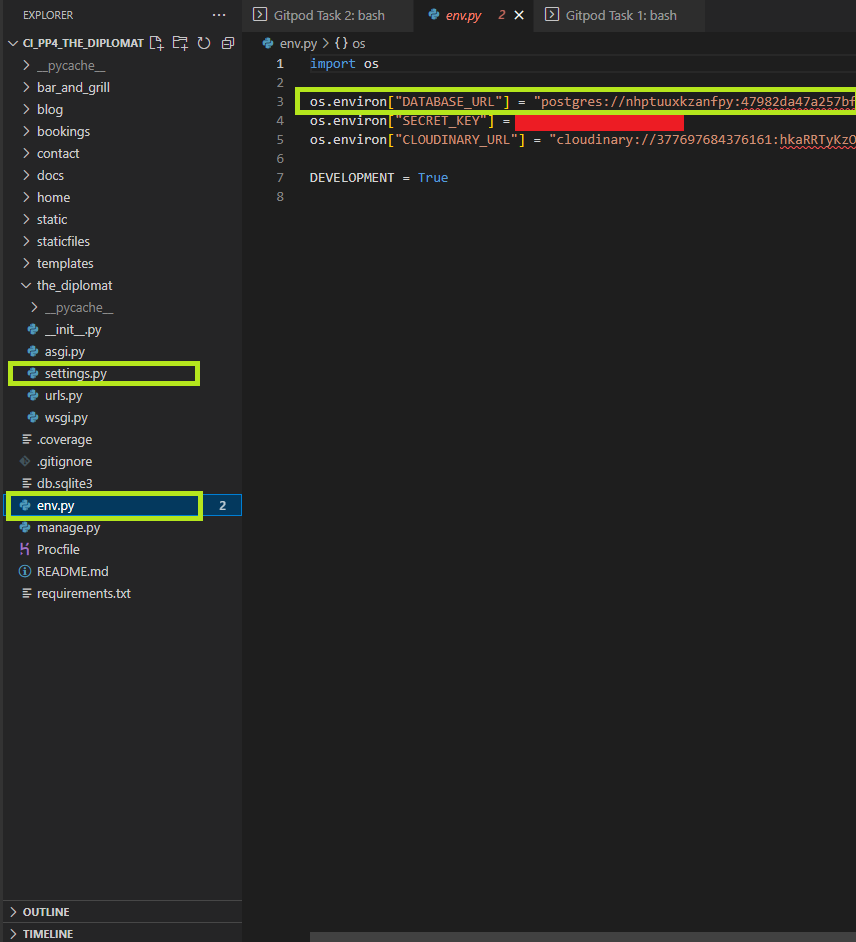 EXPLORER ···
Gitpod Task 2: bash
env.py 2
Gitpod Task 1: bash
CI_PP4_THE_DIPLOMAT
__pycache__
bar_and_grill
blog
bookings
contact
docs
home
static
staticfiles
templates
the_diplomat
__pycache__
__init__.py
asgi.py
settings.py
urls.py
wsgi.py
.coverage
.gitignore
db.sqlite3
env.py 2
manage.py
Procfile
README.md
requirements.txt
OUTLINE
TIMELINE
env.py > {} os
1 import os
2
3 os.environ["DATABASE_URL"] = "postgres://nhptuuxkzanfpy:47982da47a257bf
4 os.environ["SECRET_KEY"] =
5 os.environ["CLOUDINARY_URL"] = "cloudinary://377697684376161:hkaRRTyKzO
6
7 DEVELOPMENT = True
8